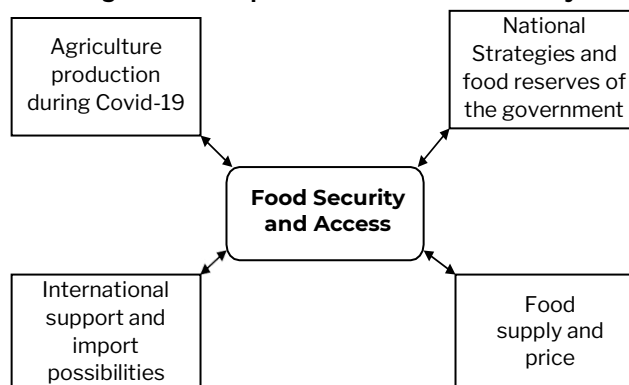 Agriculture
production
during Covid-19
National
Strategies and
food reserves of
the government
Food Security
and Access
International
support and
import
possibilities
Food
supply and
price